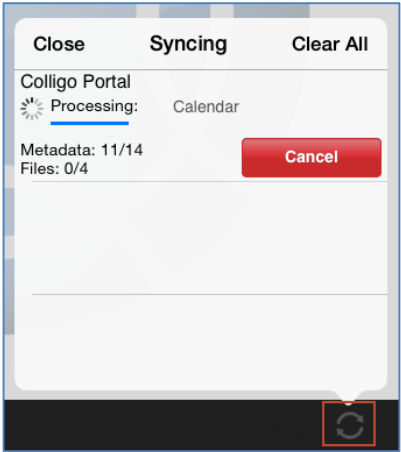 Close Syncing Clear All
Colligo Portal
Processing: Calendar
Metadata: 11/14
Files: 0/4
Cancel